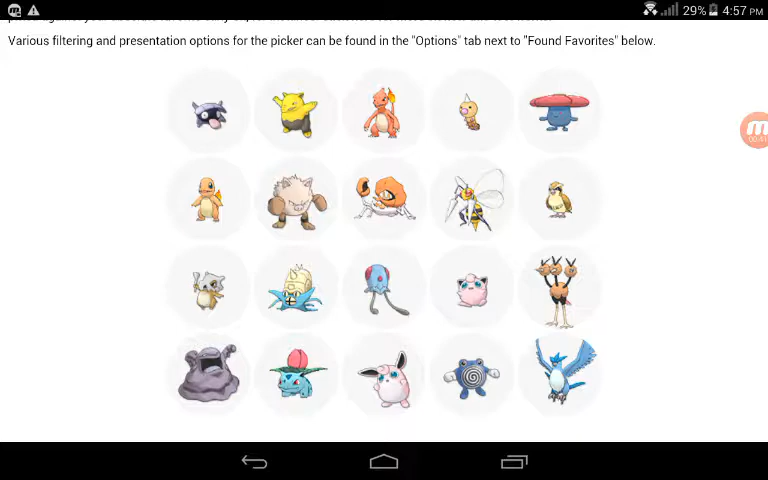 29% 4:57 PM
Various filtering and presentation options for the picker can be found in the "Options" tab next to "Found Favorites" below.